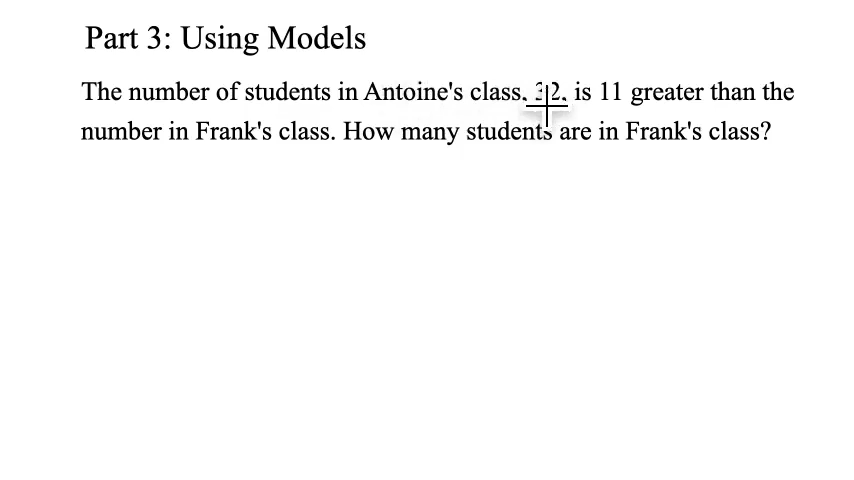 Part 3: Using Models
The number of students in Antoine's class, 32, is 11 greater than the
number in Frank's class. How many students are in Frank's class?